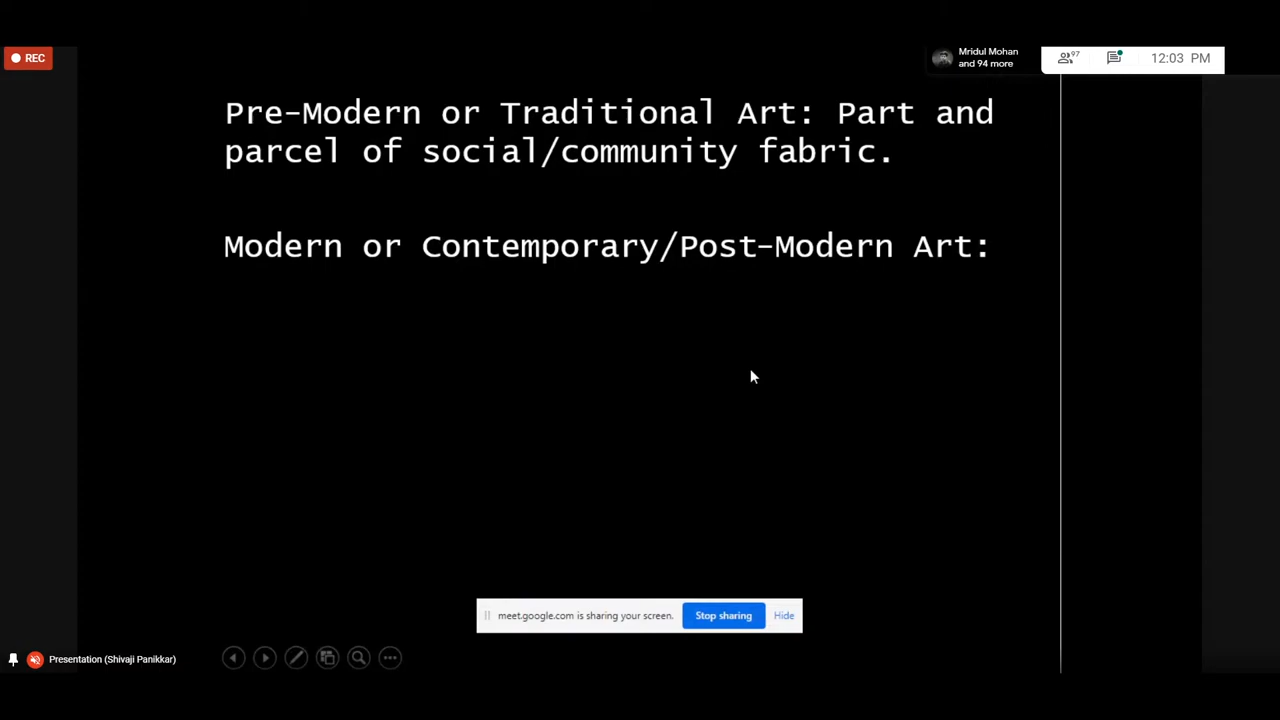 REC
Mridul Mohan
and 94 more
97
12:03 PM
Pre-Modern or Traditional Art: Part and
parcel of social/community fabric.
Modern or Contemporary/Post-Modern Art:
meet.google.com is sharing your screen.
Stop sharing
Hide
Presentation (Shivaji Panikkar)